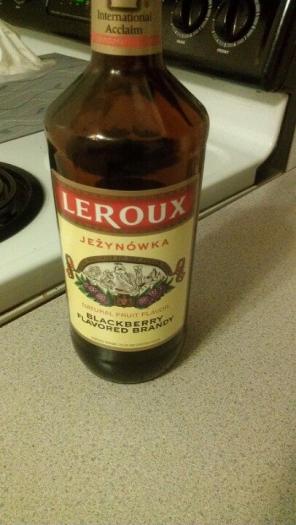 International
Acclaim
LEROUX
JEŻYNÓWKA
NATURAL FRUIT FLAVOR
BLACKBERRY
FLAVORED BRANDY